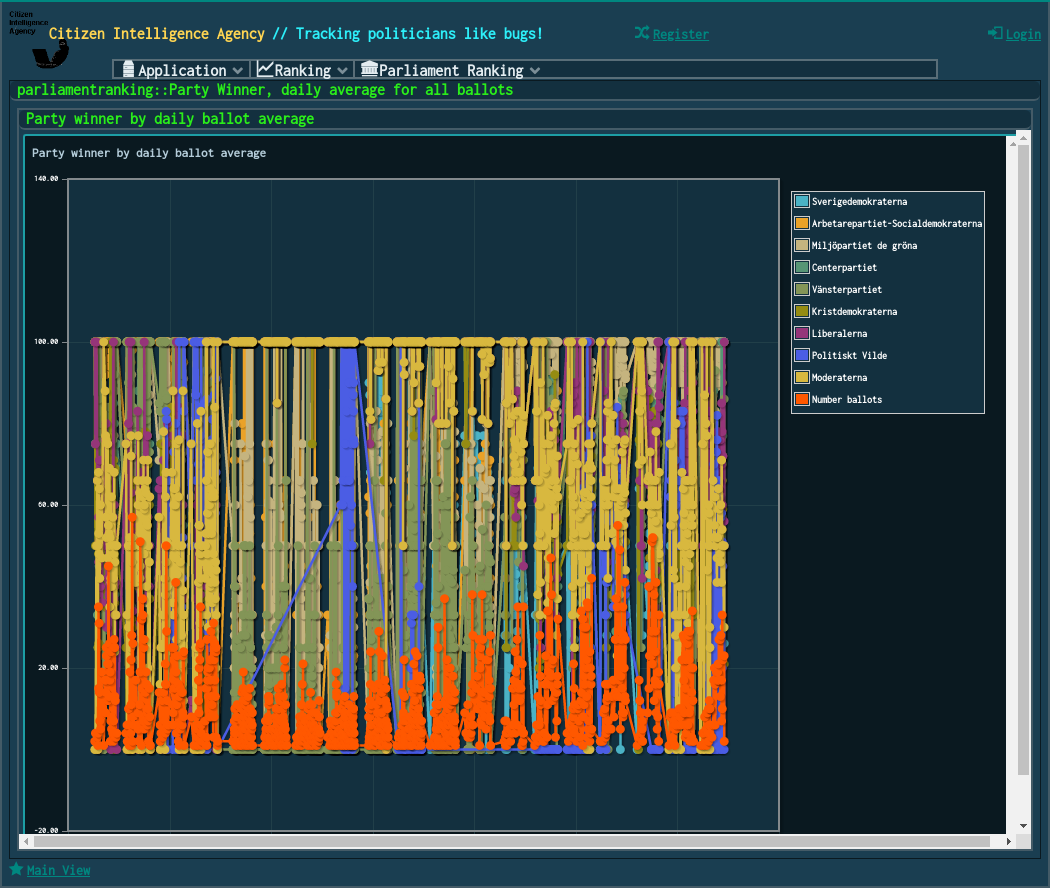 Citizen
Intelligence
Agency
Citizen Intelligence Agency // Tracking politicians like bugs!
Register
Login
Application
Ranking
Parliament Ranking
parliamentranking::Party Winner, daily average for all ballots
Party winner by daily ballot average
Party winner by daily ballot average
140.00
100.00
60.00
20.00
-20.00
Sverigedemokraterna
Arbetarepartiet-Socialdemokraterna
Miljöpartiet de gröna
Centerpartiet
Vänsterpartiet
Kristdemokraterna
Liberalerna
Politiskt Vilde
Moderaterna
Number ballots
Main View